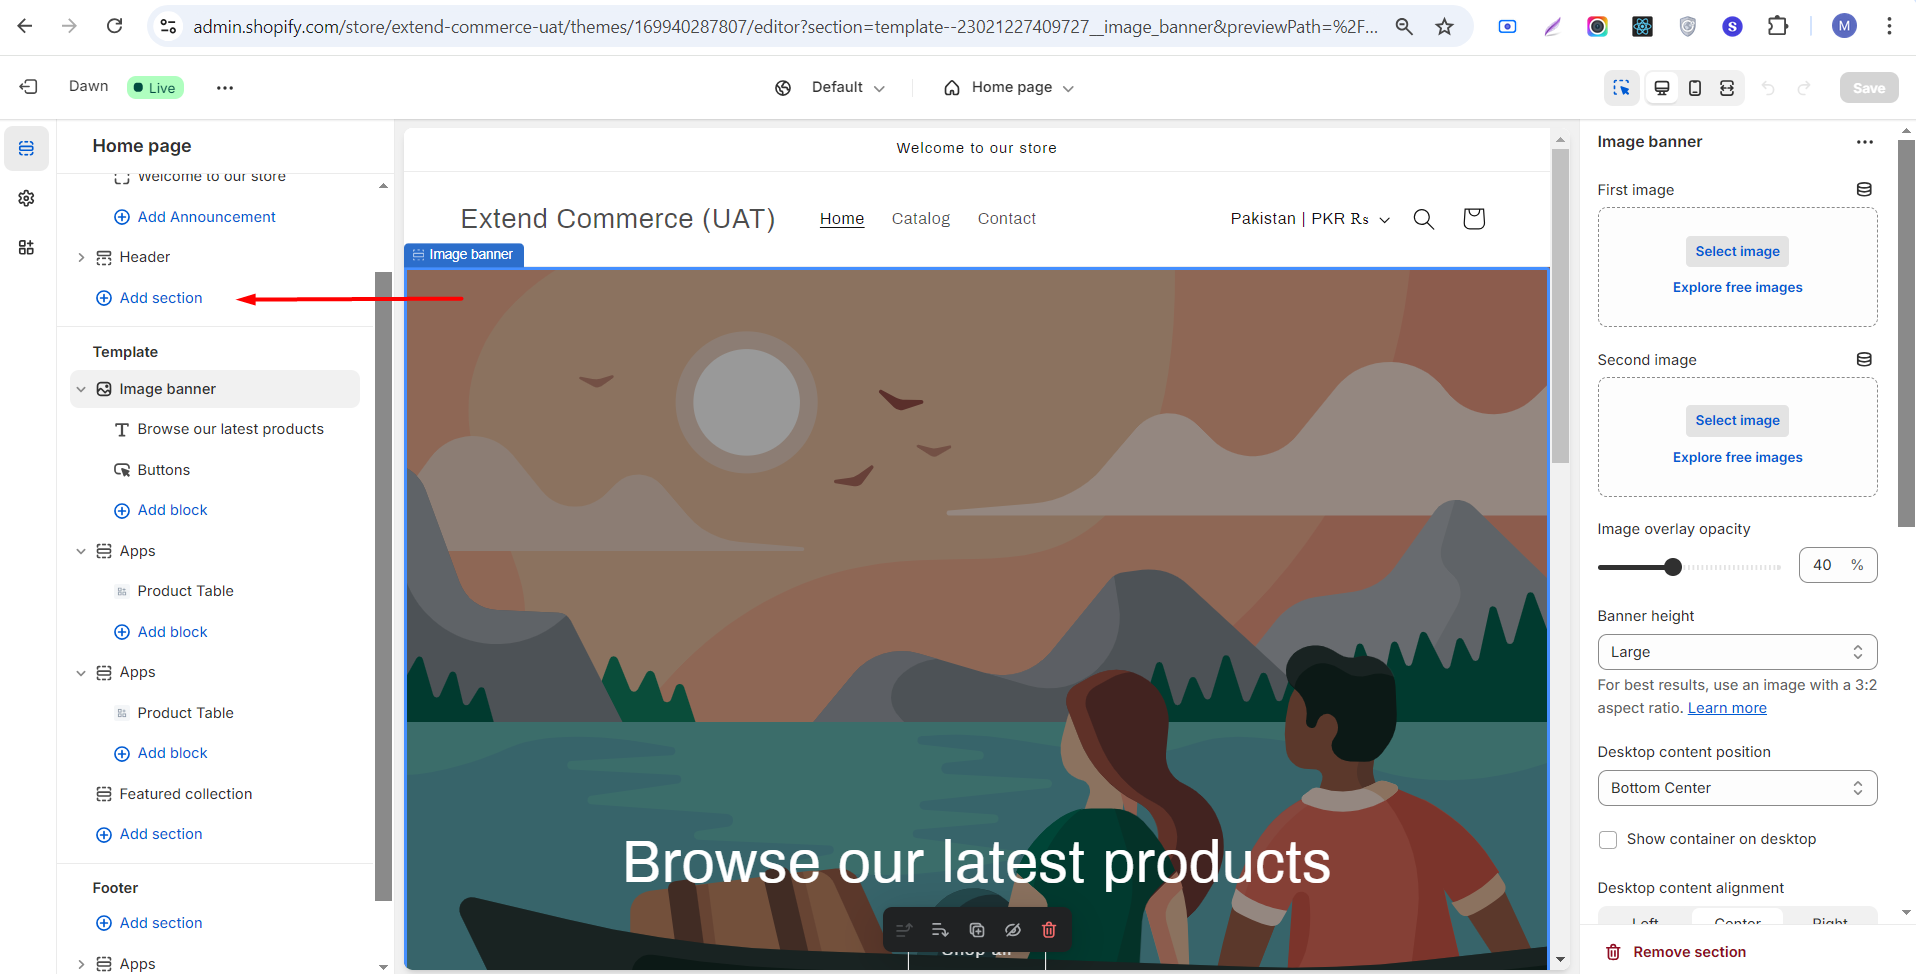 admin.shopify.com/store/extend-commerce-uat/themes/169940287807/editor?section=template--23021227409727__image_banner&previewPath=%2F...
S
M
Dawn
Live
Default
Home page
Save
Home page
Welcome to our store
Add Announcement
Header
Add section
Template
Image banner
Browse our latest products
Buttons
Add block
Apps
Product Table
Add block
Apps
Product Table
Add block
Featured collection
Add section
Footer
Add section
Apps
Welcome to our store
Extend Commerce (UAT)
Home
Catalog
Contact
Pakistan | PKR ₨
Image banner
Browse our latest products
Shop all
Image banner
First image
Select image
Explore free images
Second image
Select image
Explore free images
Image overlay opacity
40 %
Banner height
Large
For best results, use an image with a 3:2
aspect ratio. Learn more
Desktop content position
Bottom Center
Show container on desktop
Desktop content alignment
Left
Center
Right
Remove section